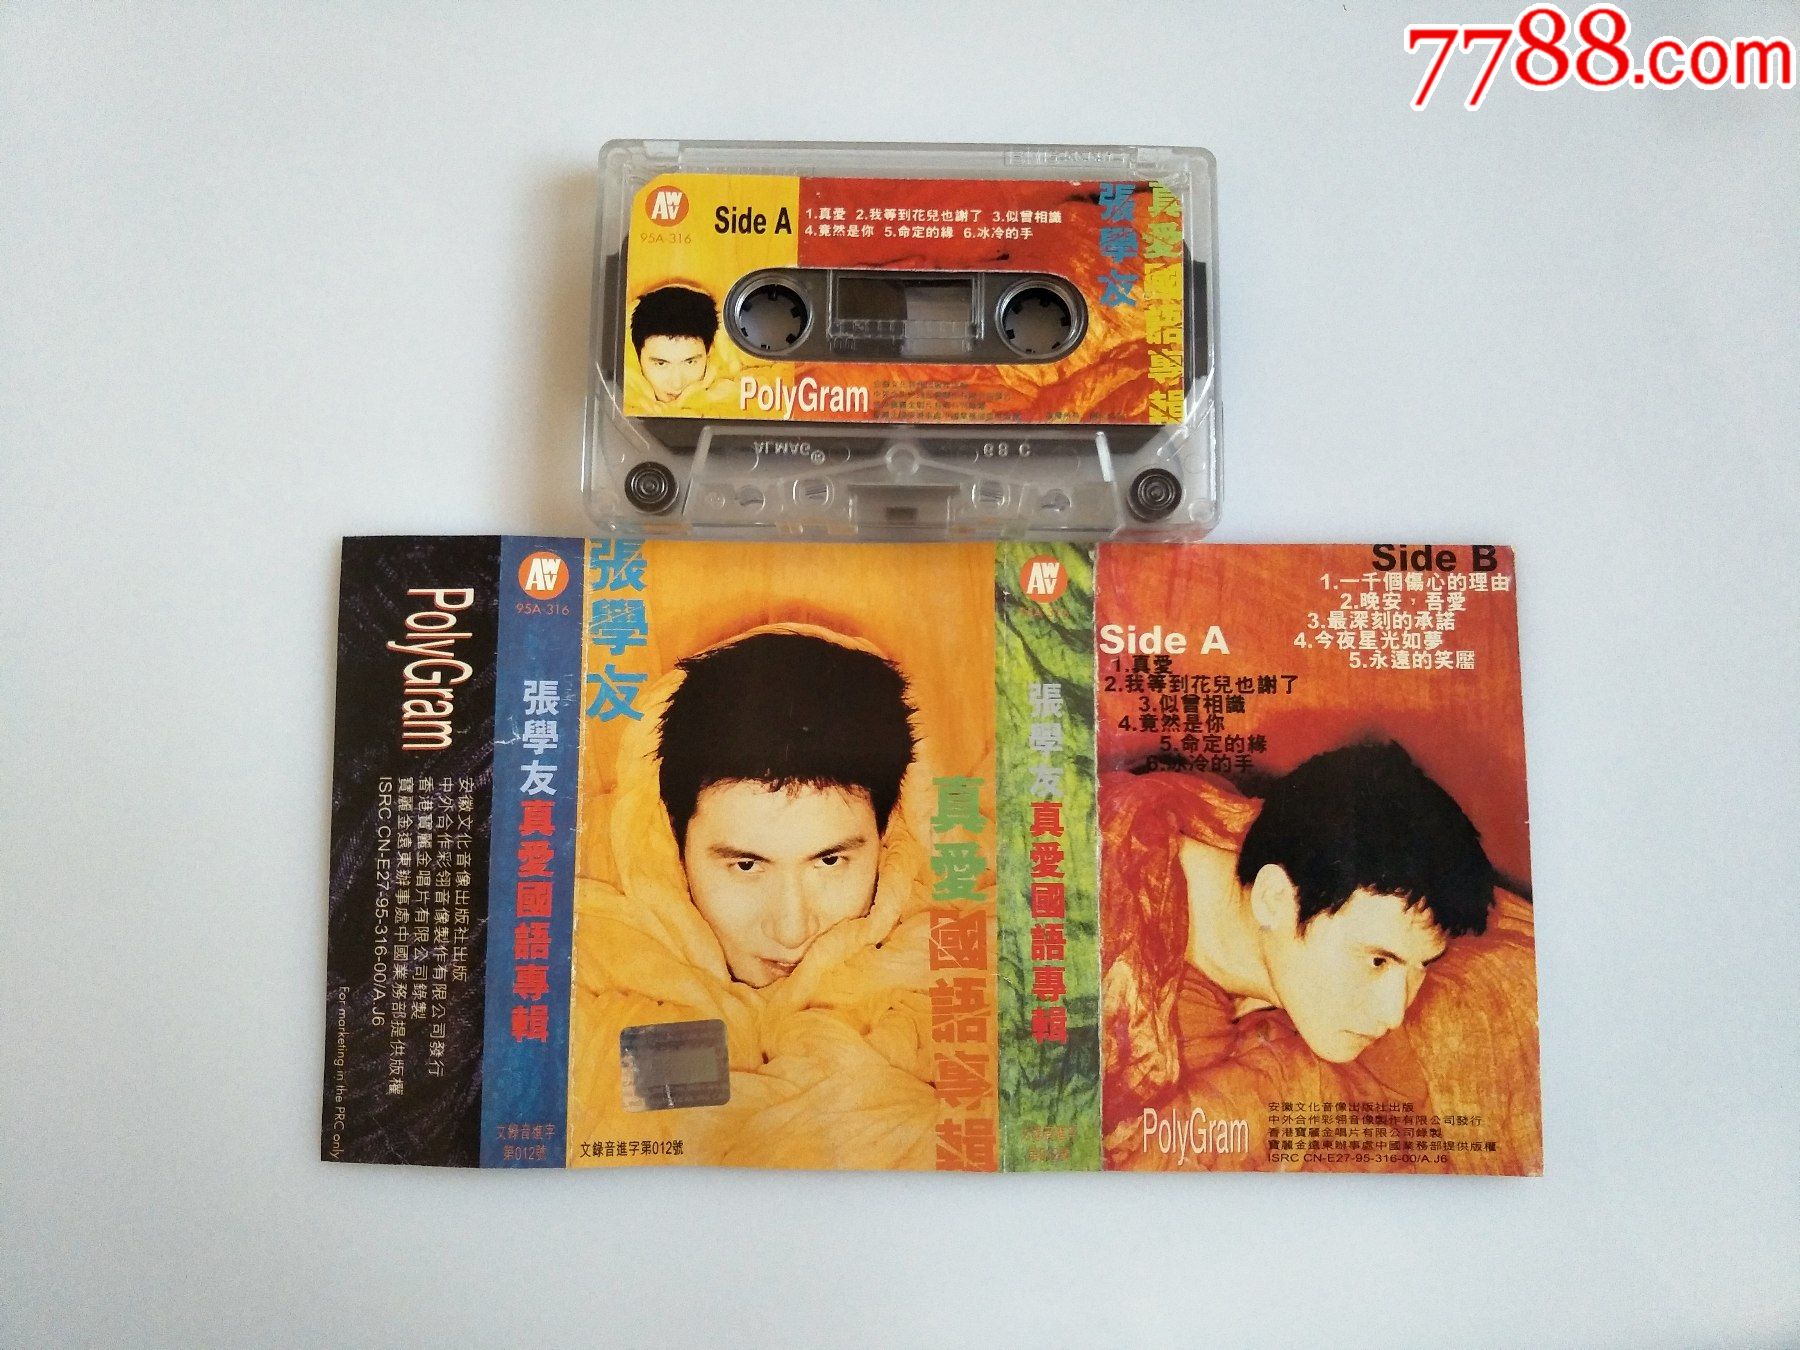 7788.com
AWV
95A-316
Side A
1.真愛 2.我等到花兒也謝了 3.似曾相識
4.竟然是你 5.命定的緣 6.冰冷的手
張學友
真愛國語專輯
PolyGram
ALMAG®
PolyGram
安徽文化音像出版社出版
中外合作彩翎音像製作有限公司發行
香港寶麗金唱片有限公司錄製
寶麗金遠東辦事處中國業務部提供版權
ISRC CN-E27-95-316-00/A.J6
For marketing in the PRC only
AWV
95A-316
張學友真愛國語專輯
文錄音進字
第012號
張學友
真愛國語專輯
文錄音進字第012號
AWV
張學友真愛國語專輯
Side B
1.一千個傷心的理由
2.晚安，吾愛
3.最深刻的承諾
4.今夜星光如夢
5.永遠的笑靨
Side A
1.真愛
2.我等到花兒也謝了
3.似曾相識
4.竟然是你
5.命定的緣
6.冰冷的手
PolyGram
安徽文化音像出版社出版
中外合作彩翎音像製作有限公司發行
香港寶麗金唱片有限公司錄製
寶麗金遠東辦事處中國業務部提供版權
ISRC CN-E27-95-316-00/A.J6